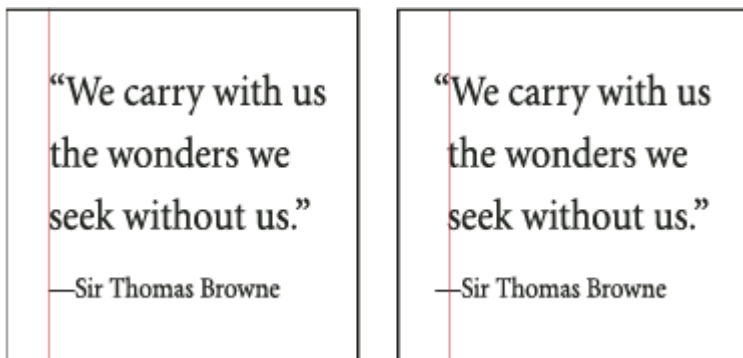 “We carry with us
the wonders we
seek without us.”
—Sir Thomas Browne
“We carry with us
the wonders we
seek without us.”
—Sir Thomas Browne